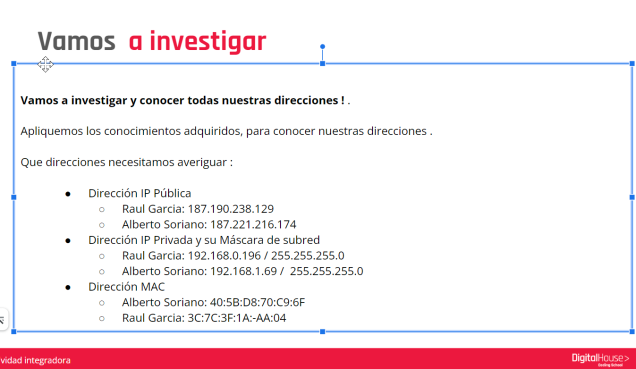 Vamos a investigar
Vamos a investigar y conocer todas nuestras direcciones ! .
Apliquemos los conocimientos adquiridos, para conocer nuestras direcciones .
Que direcciones necesitamos averiguar :
● Dirección IP Pública
○ Raul Garcia: 187.190.238.129
○ Alberto Soriano: 187.221.216.174
● Dirección IP Privada y su Máscara de subred
○ Raul Garcia: 192.168.0.196 / 255.255.255.0
○ Alberto Soriano: 192.168.1.69 / 255.255.255.0
● Dirección MAC
○ Alberto Soriano: 40:5B:D8:70:C9:6F
○ Raul Garcia: 3C:7C:3F:1A:-AA:04
vidad integradora
DigitalHouse>
Coding School